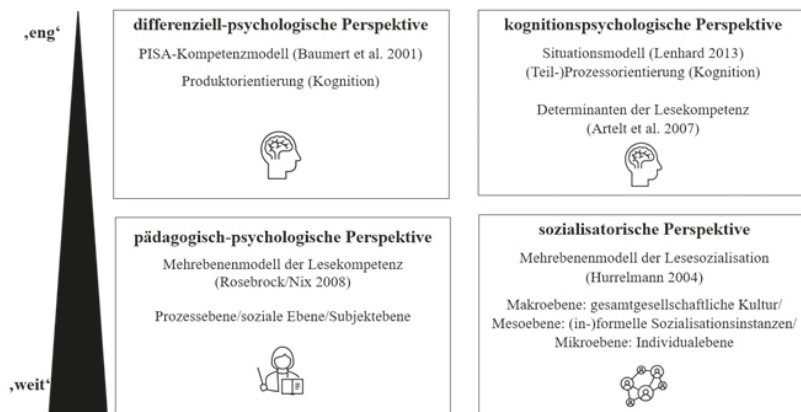 ‚eng‘
differenziell-psychologische Perspektive
PISA-Kompetenzmodell (Baumert et al. 2001)
Produktorientierung (Kognition)
kognitionspsychologische Perspektive
Situationsmodell (Lenhard 2013)
(Teil-)Prozessorientierung (Kognition)
Determinanten der Lesekompetenz
(Artelt et al. 2007)
pädagogisch-psychologische Perspektive
Mehrebenenmodell der Lesekompetenz
(Rosebrock/Nix 2008)
Prozessebene/soziale Ebene/Subjektebene
sozialisatorische Perspektive
Mehrebenenmodell der Lesesozialisation
(Hurrelmann 2004)
Makroebene: gesamtgesellschaftliche Kultur/
Mesoebene: (in-)formelle Sozialisationsinstanzen/
Mikroebene: Individualebene
‚weit‘